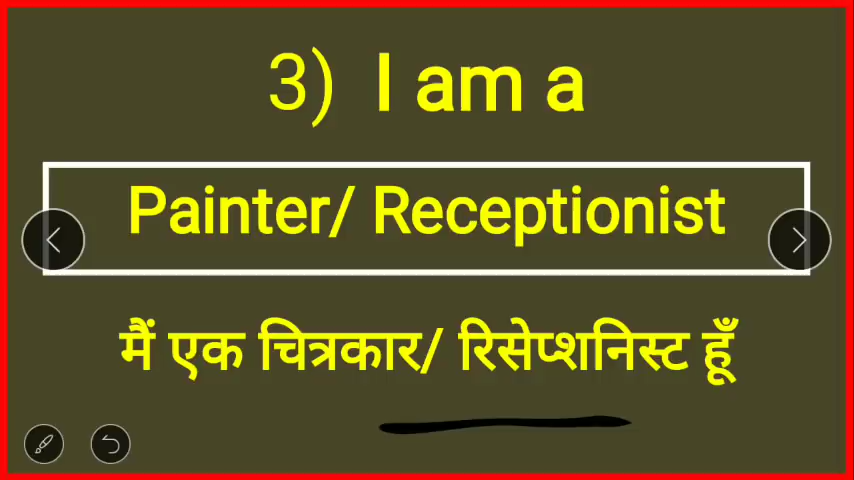 3) I am a
Painter/ Receptionist
मैं एक चित्रकार/ रिसेप्शनिस्ट हूँ